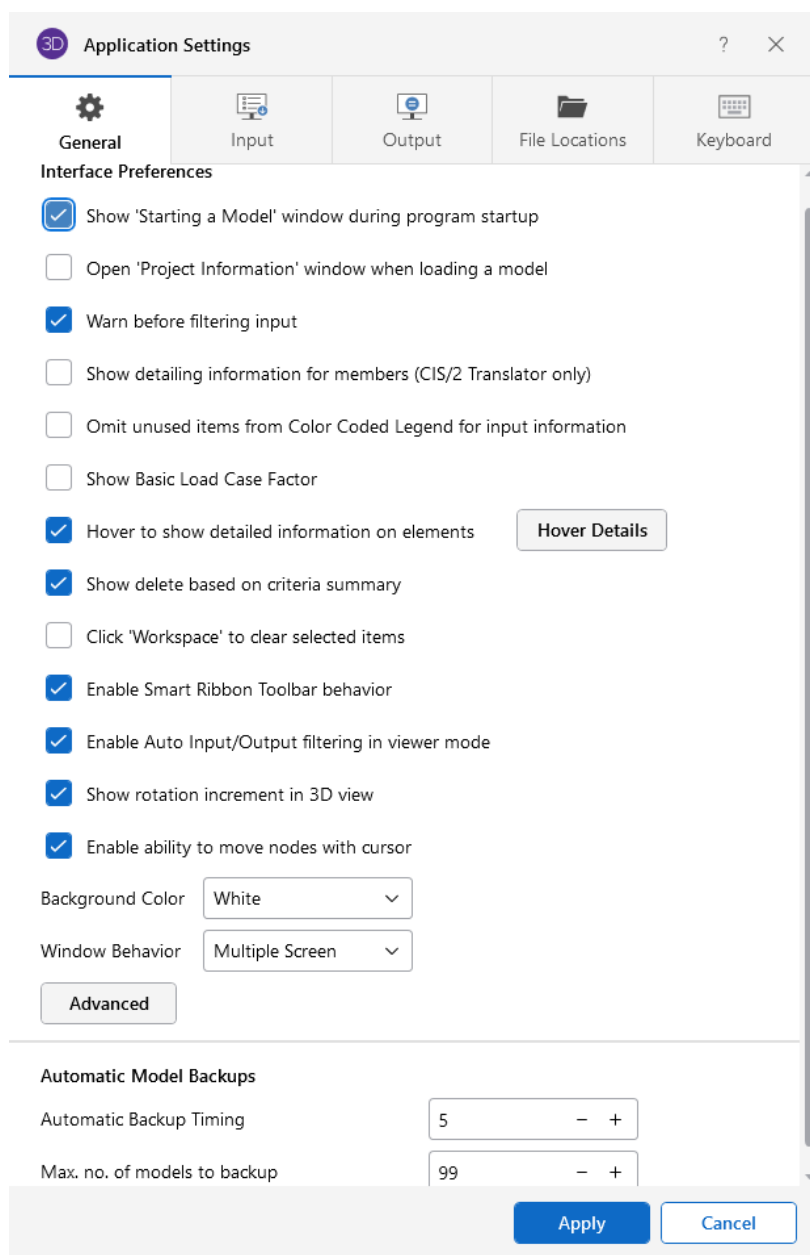 3D Application Settings ?
General Input Output File Locations Keyboard
Interface Preferences
Show 'Starting a Model' window during program startup
Open 'Project Information' window when loading a model
Warn before filtering input
Show detailing information for members (CIS/2 Translator only)
Omit unused items from Color Coded Legend for input information
Show Basic Load Case Factor
Hover to show detailed information on elements Hover Details
Show delete based on criteria summary
Click 'Workspace' to clear selected items
Enable Smart Ribbon Toolbar behavior
Enable Auto Input/Output filtering in viewer mode
Show rotation increment in 3D view
Enable ability to move nodes with cursor
Background Color White
Window Behavior Multiple Screen
Advanced
Automatic Model Backups
Automatic Backup Timing 5 − +
Max. no. of models to backup 99 − +
Apply Cancel